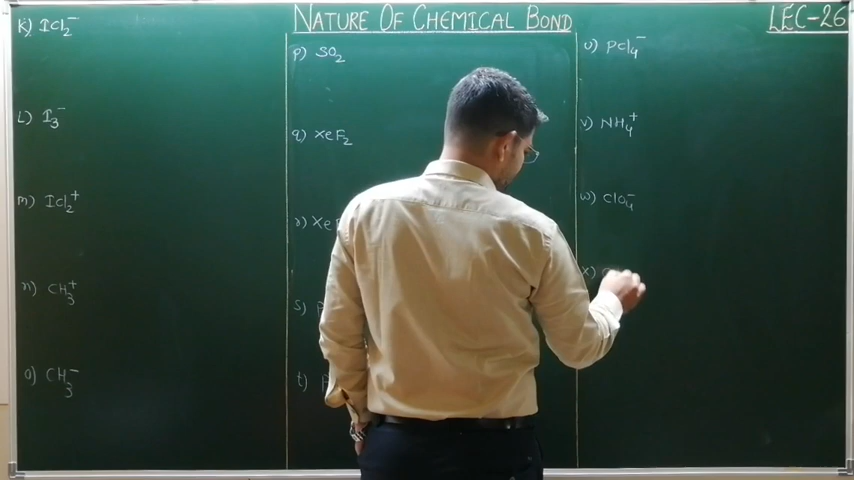 NATURE OF CHEMICAL BOND
LEC-26
K) ICl₂⁻
L) I₃⁻
m) ICl₂⁺
n) CH₃⁺
o) CH₃⁻
p) SO₂
q) XeF₂
r) Xe
s)
t)
u) PCl₄⁻
v) NH₄⁺
w) ClO₄⁻
x)